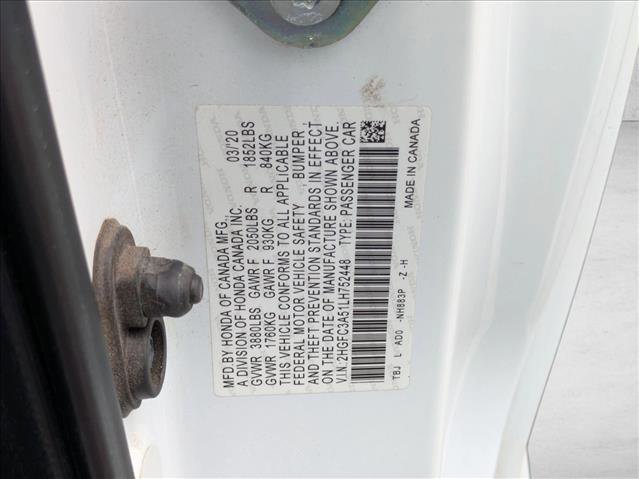 MFD.BY HONDA OF CANADA MFG. 03/'20
A DIVISION OF HONDA CANADA INC.
GVWR 3880LBS GAWR F 2050LBS R 1852LBS
GVWR 1760KG GAWR F 930KG R 840KG
THIS VEHICLE CONFORMS TO ALL APPLICABLE
FEDERAL MOTOR VEHICLE SAFETY BUMPER,
AND THEFT PREVENTION STANDARDS IN EFFECT
ON THE DATE OF MANUFACTURE SHOWN ABOVE.
V.I.N:2HGFC3A51LH752448 TYPE:PASSENGER CAR
TBJ L AD0 -NH883P -Z -H
MADE IN CANADA